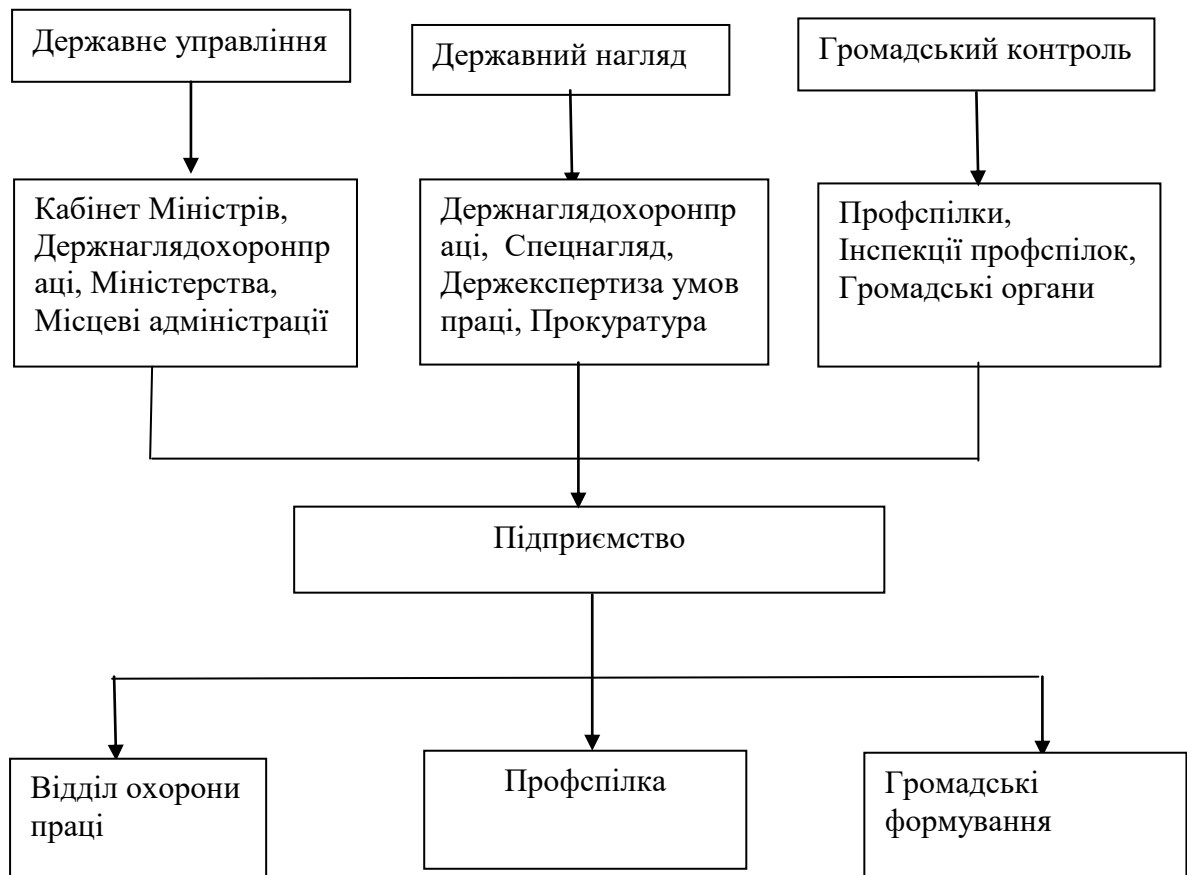 Державне управління
Державний нагляд
Громадський контроль
Кабінет Міністрів,
Держнаглядохоронпр
аці, Міністерства,
Місцеві адміністрації
Держнаглядохоронпр
аці, Спецнагляд,
Держекспертиза умов
праці, Прокуратура
Профспілки,
Інспекції профспілок,
Громадські органи
Підприємство
Відділ охорони
праці
Профспілка
Громадські
формування